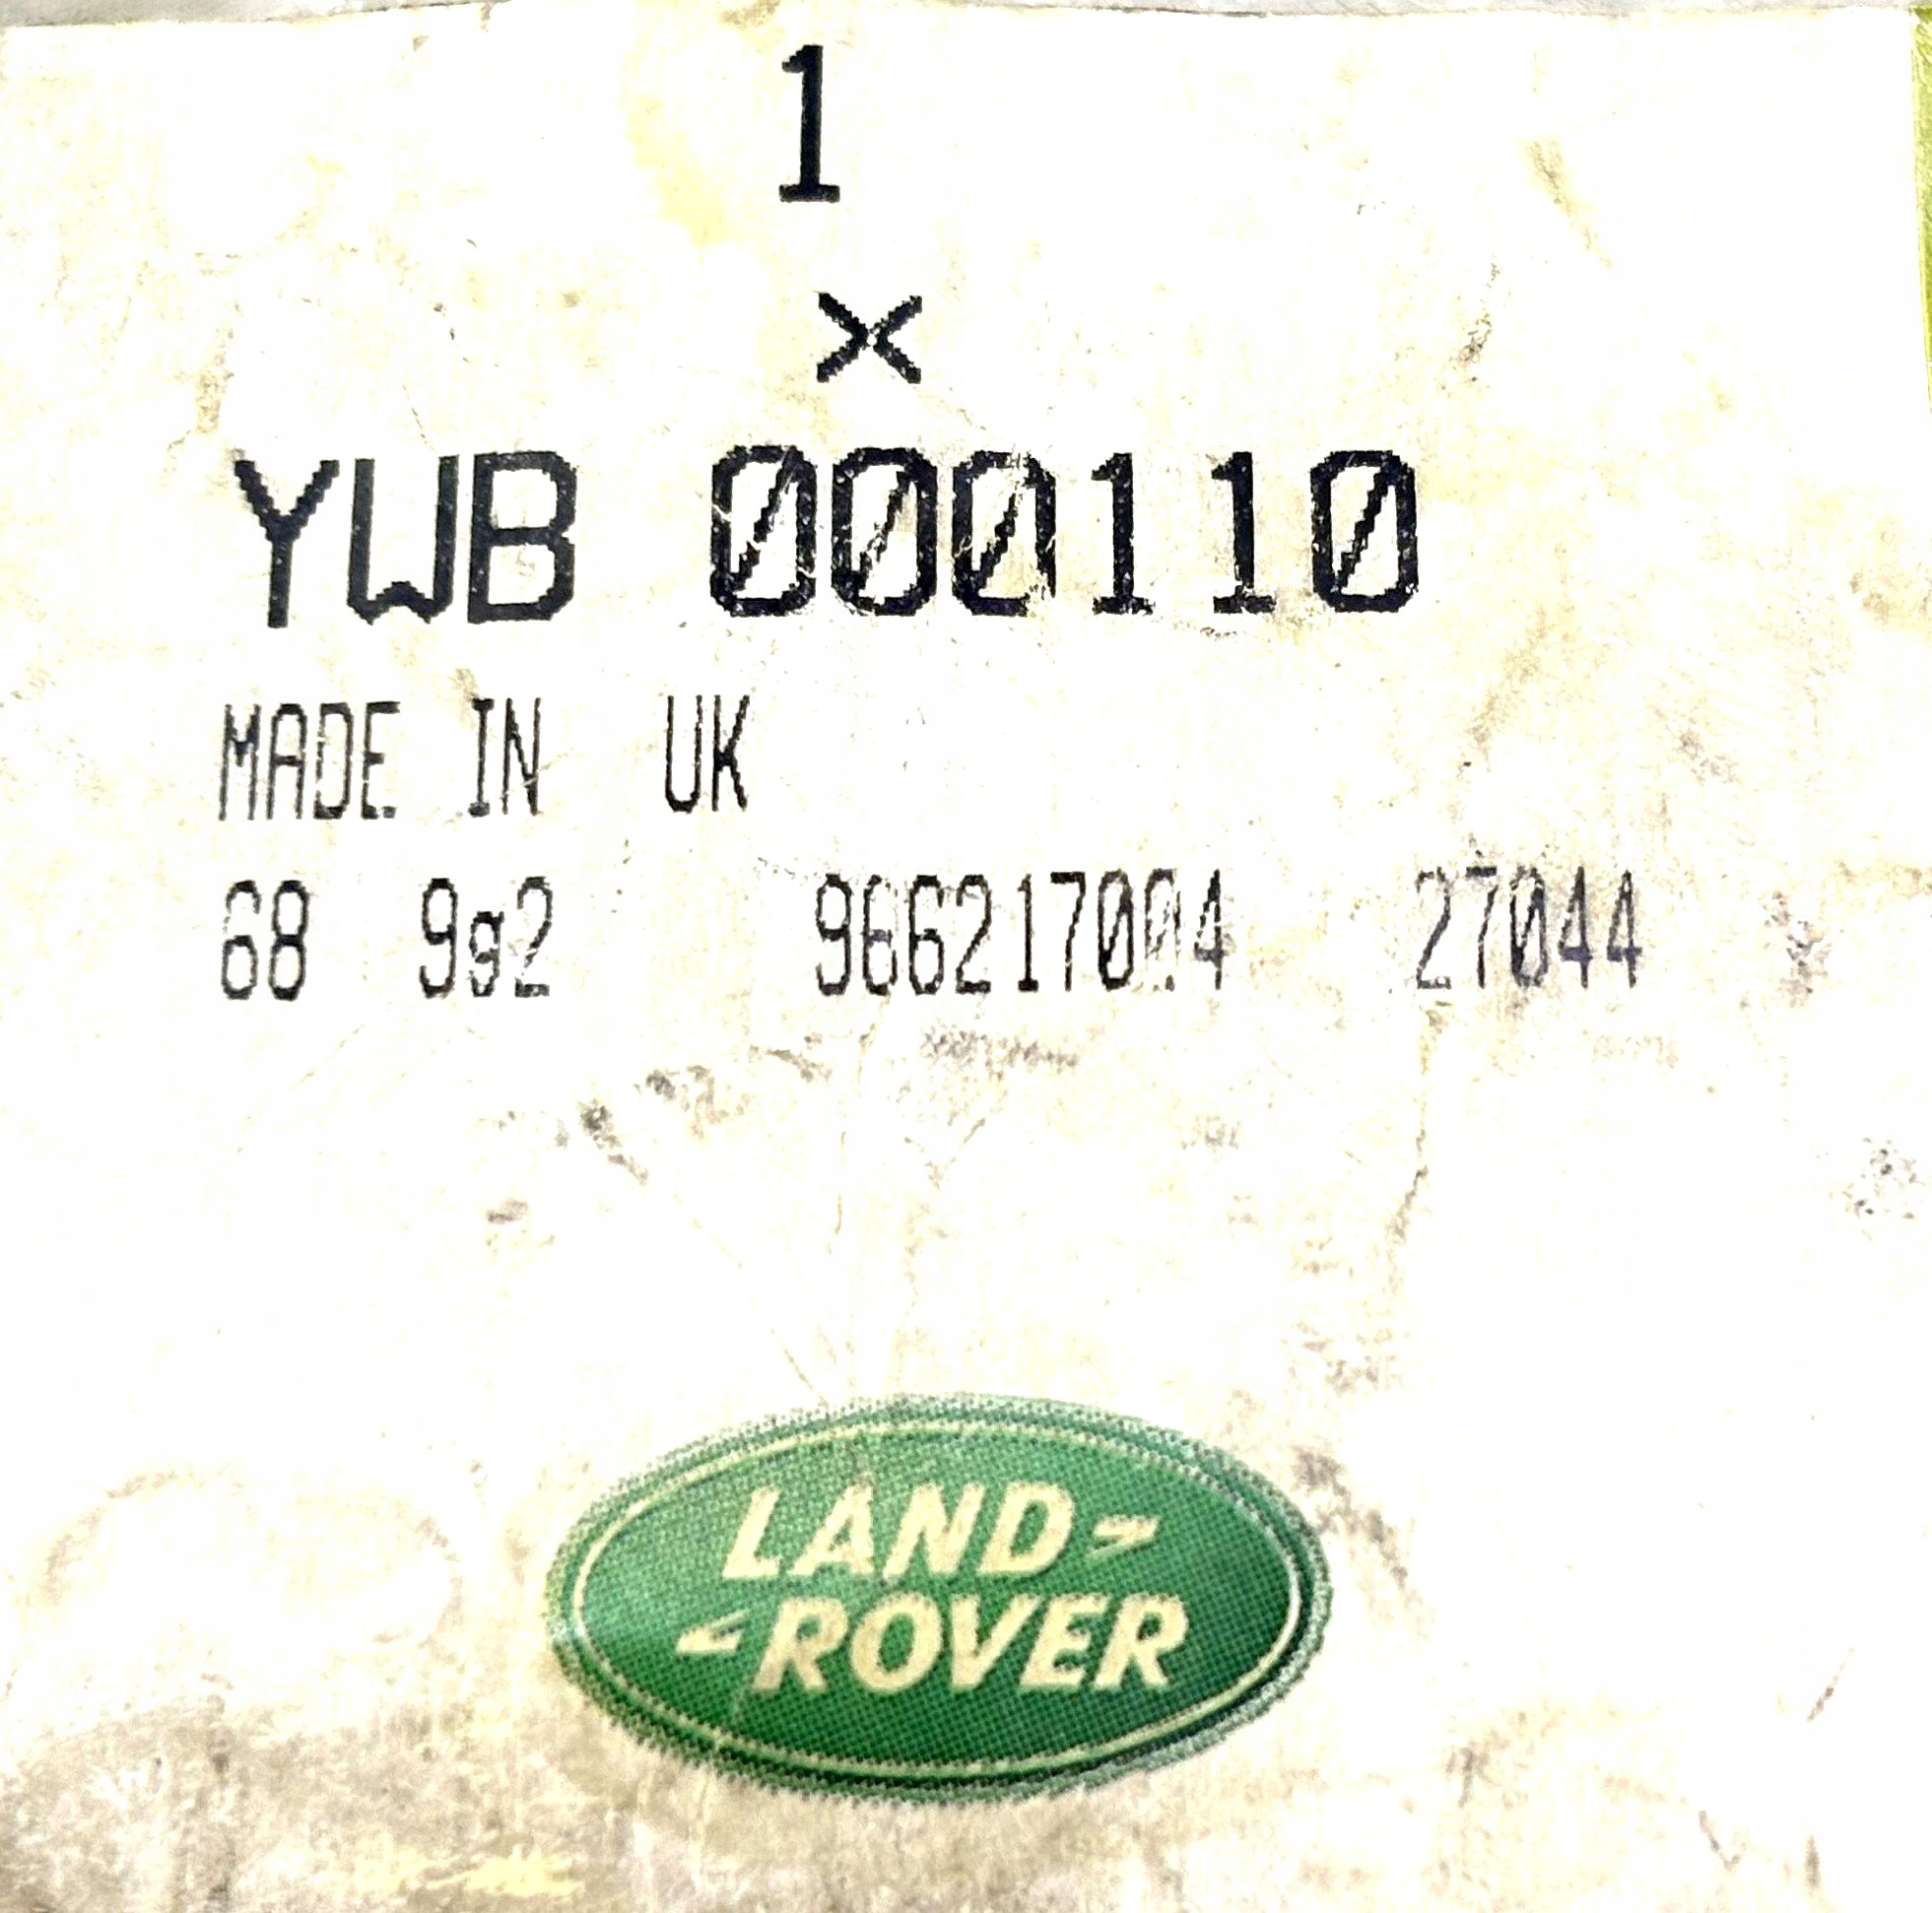 1
×
YWB 000110
MADE IN UK
68 9g2 966217004 27044
LAND
ROVER